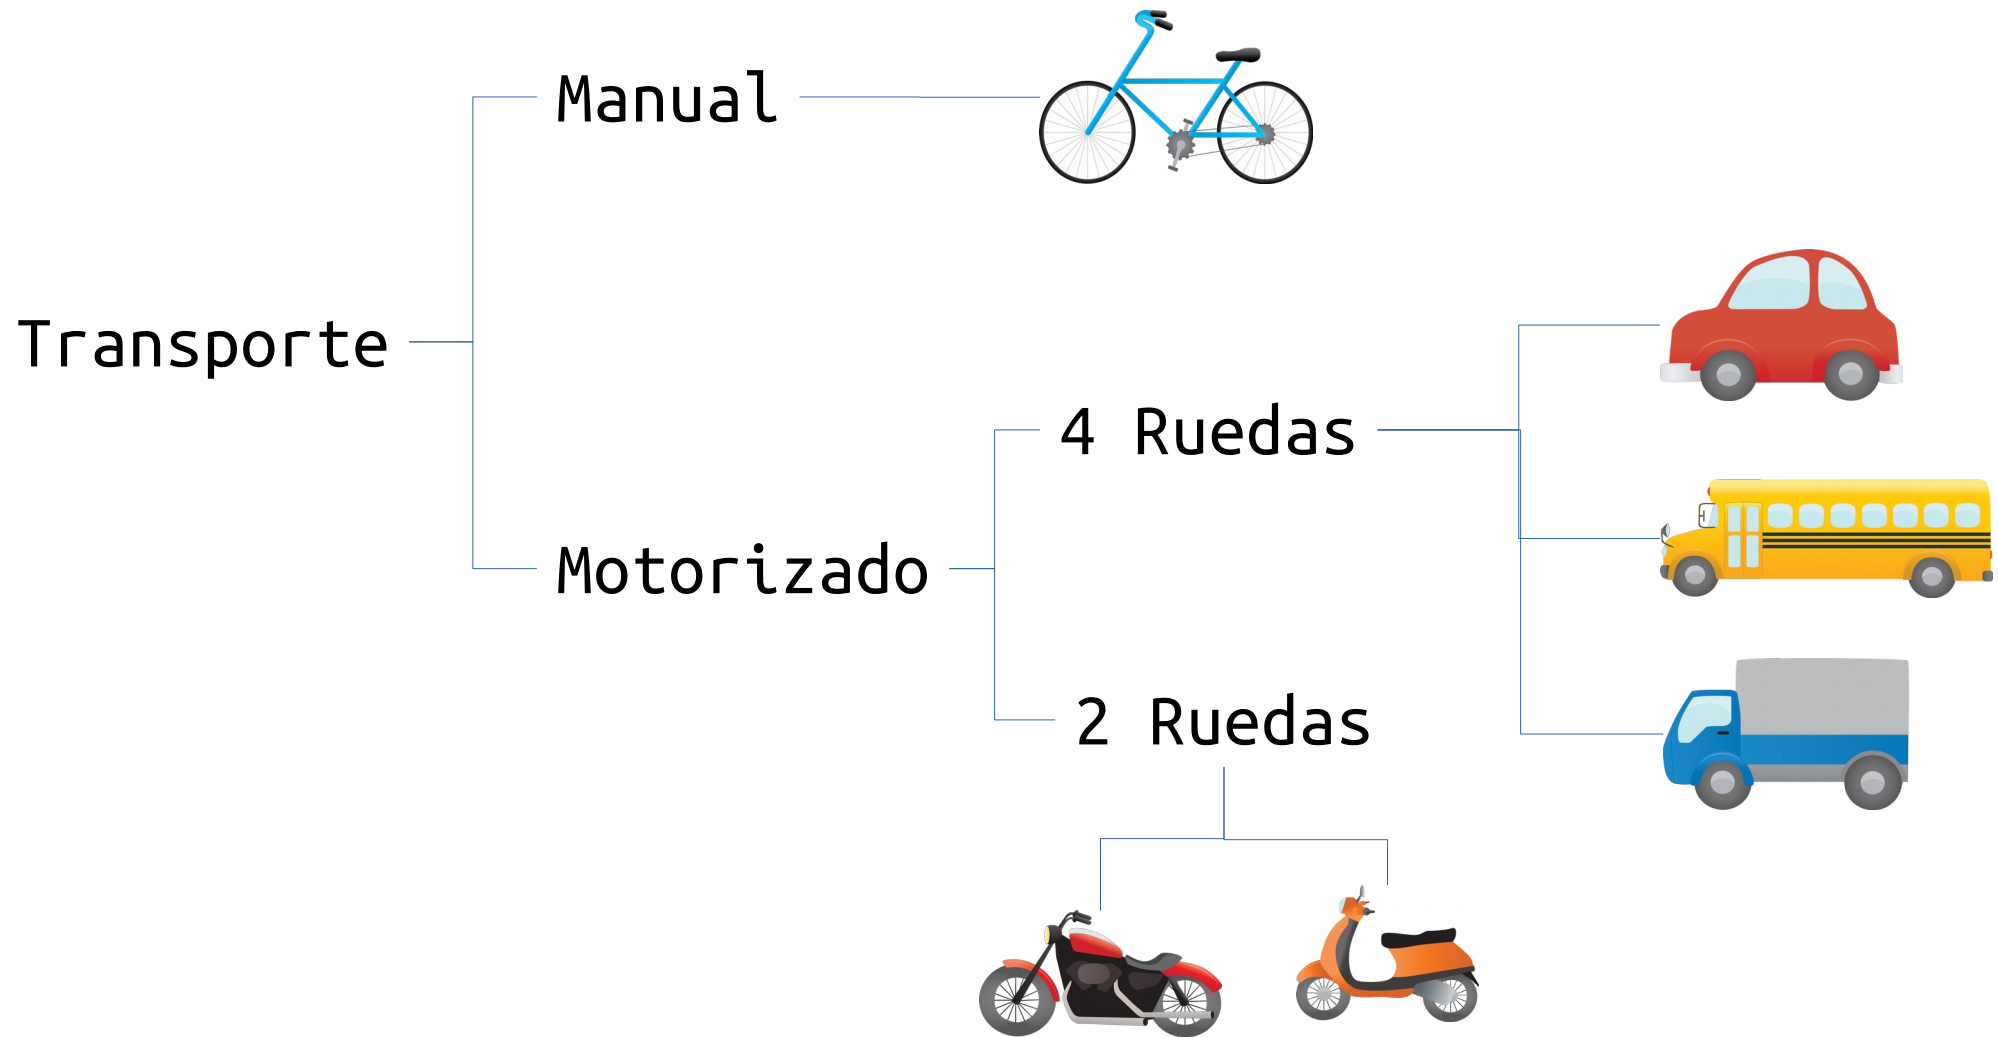 Manual
Transporte
4 Ruedas
Motorizado
2 Ruedas